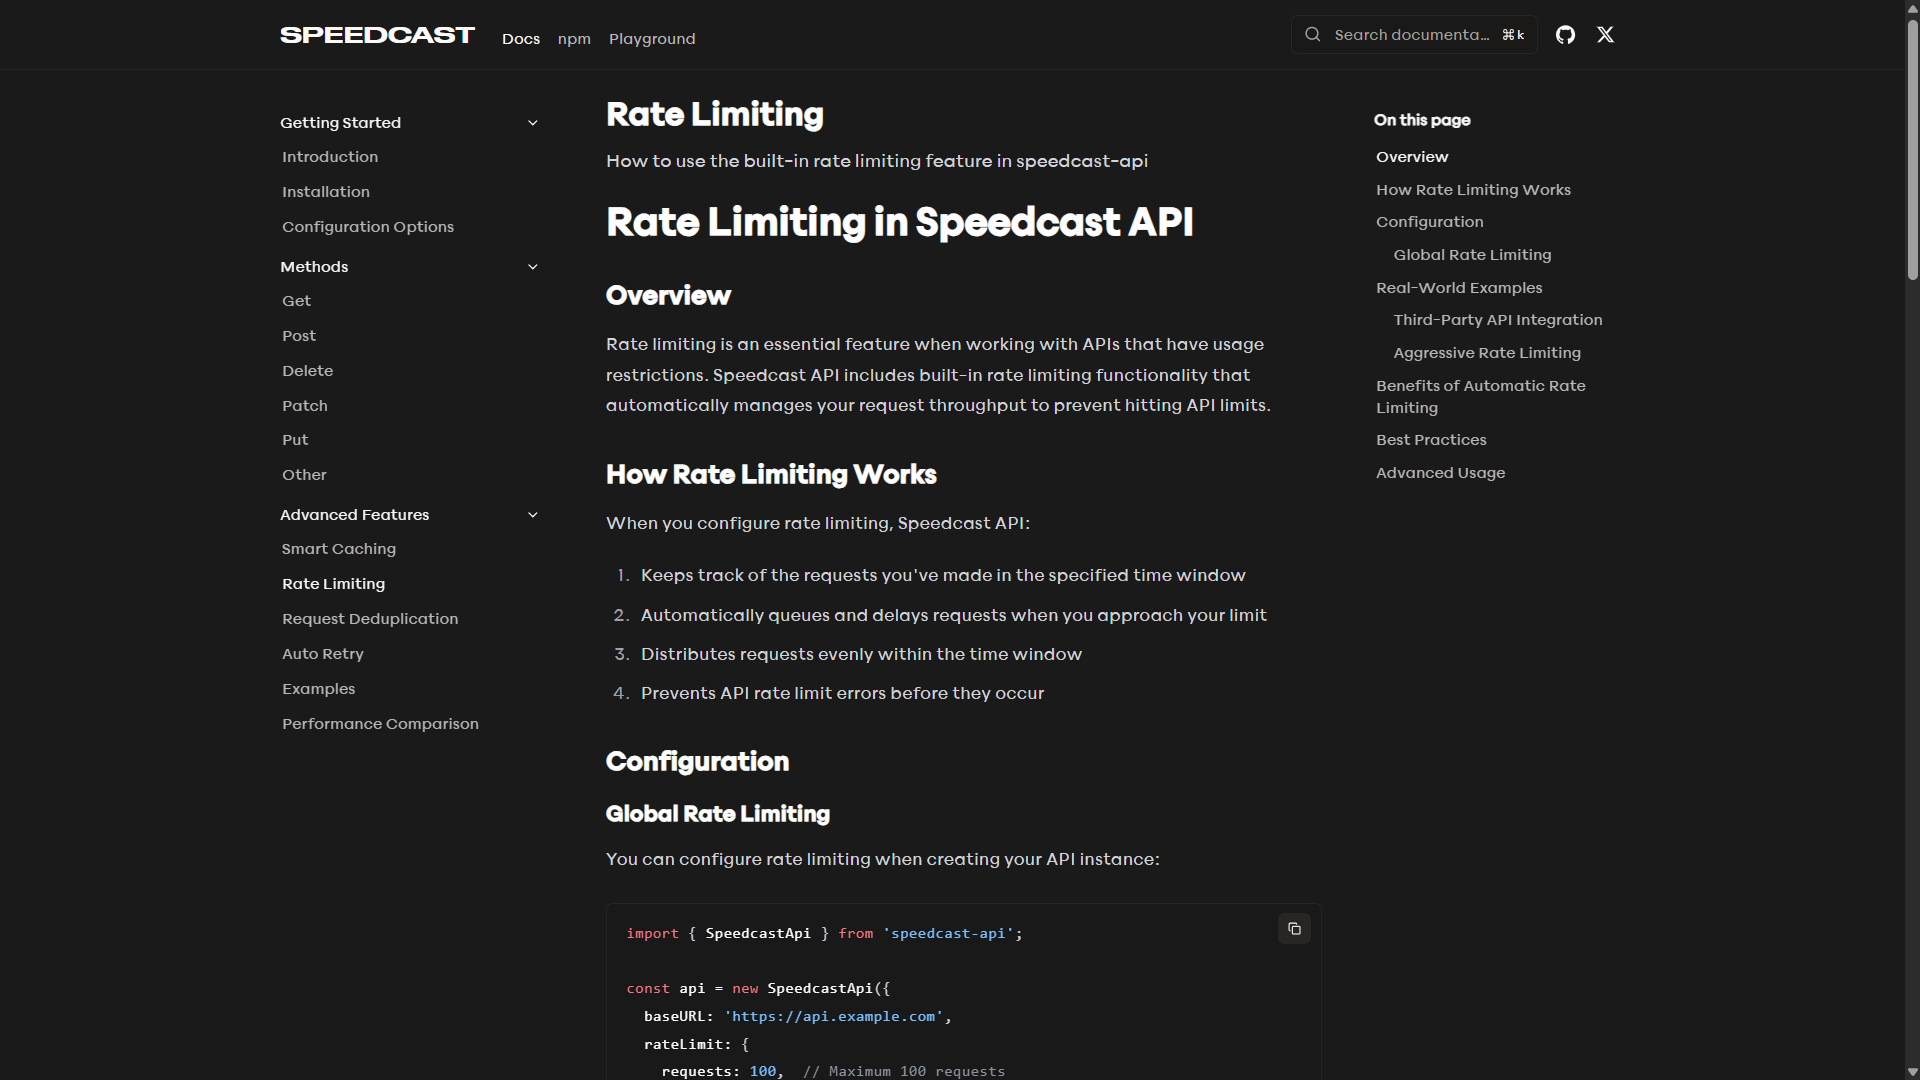 SPEEDCAST
Docs
npm
Playground
Search documenta...
⌘k
Getting Started
Introduction
Installation
Configuration Options
Methods
Get
Post
Delete
Patch
Put
Other
Advanced Features
Smart Caching
Rate Limiting
Request Deduplication
Auto Retry
Examples
Performance Comparison
Rate Limiting
How to use the built-in rate limiting feature in speedcast-api
Rate Limiting in Speedcast API
Overview
Rate limiting is an essential feature when working with APIs that have usage
restrictions. Speedcast API includes built-in rate limiting functionality that
automatically manages your request throughput to prevent hitting API limits.
How Rate Limiting Works
When you configure rate limiting, Speedcast API:
1. Keeps track of the requests you've made in the specified time window
2. Automatically queues and delays requests when you approach your limit
3. Distributes requests evenly within the time window
4. Prevents API rate limit errors before they occur
Configuration
Global Rate Limiting
You can configure rate limiting when creating your API instance:
import { SpeedcastApi } from 'speedcast-api';
const api = new SpeedcastApi({
baseURL: 'https://api.example.com',
rateLimit: {
requests: 100,  // Maximum 100 requests
On this page
Overview
How Rate Limiting Works
Configuration
Global Rate Limiting
Real-World Examples
Third-Party API Integration
Aggressive Rate Limiting
Benefits of Automatic Rate
Limiting
Best Practices
Advanced Usage